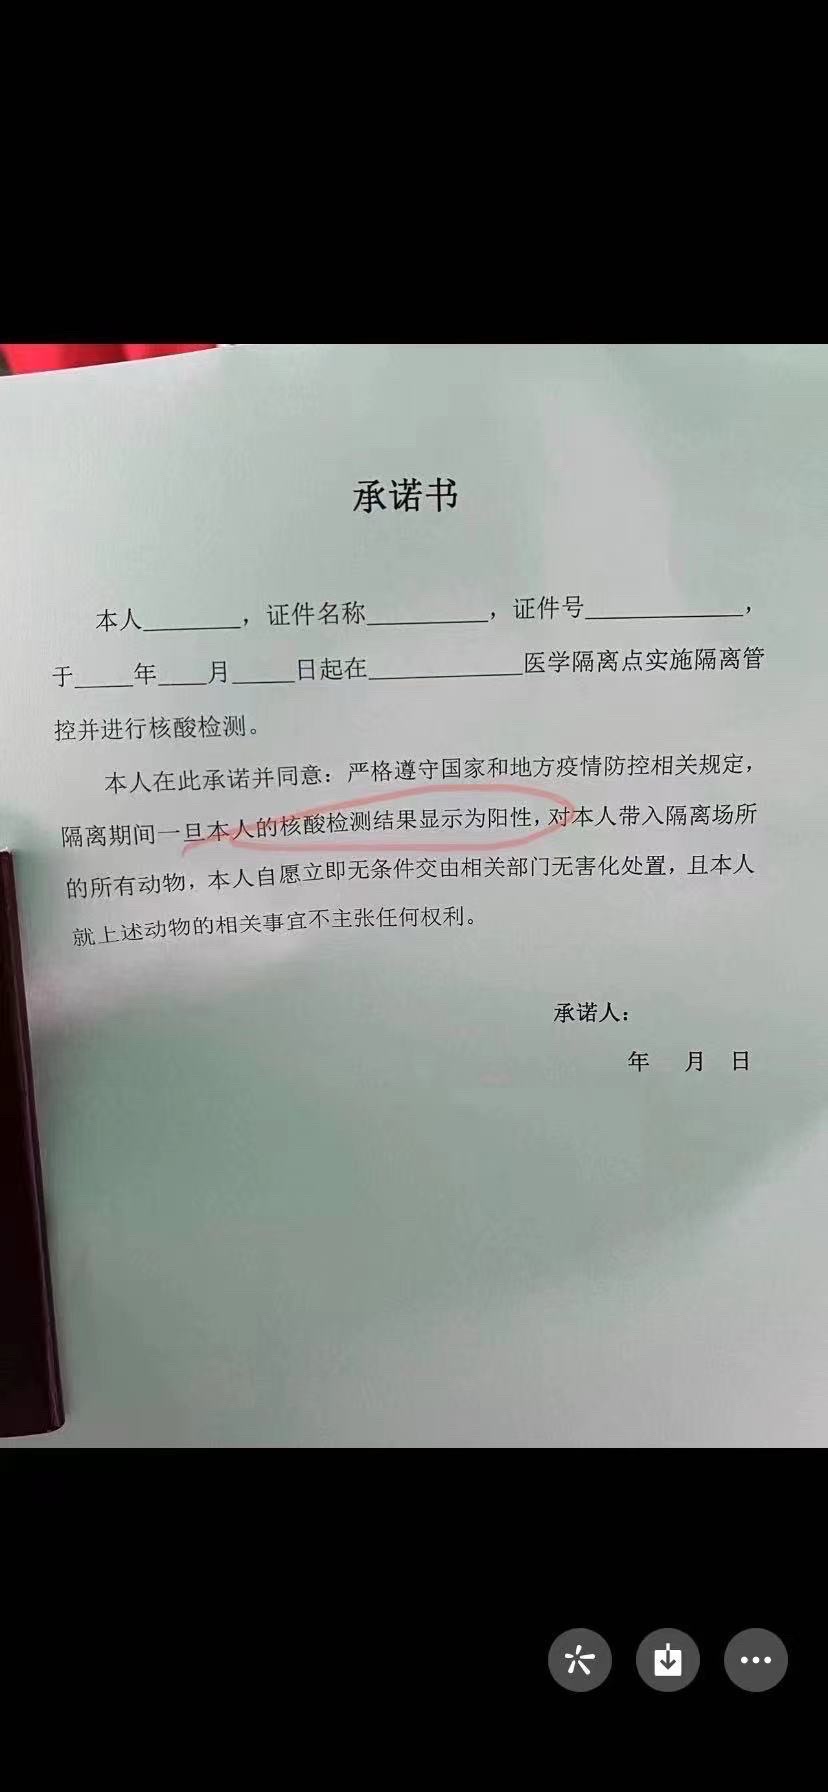 承诺书
本人_______，证件名称_________，证件号____________，
于____年____月_____日起在____________医学隔离点实施隔离管
控并进行核酸检测。
本人在此承诺并同意：严格遵守国家和地方疫情防控相关规定，
隔离期间一旦本人的核酸检测结果显示为阳性，对本人带入隔离场所
的所有动物，本人自愿立即无条件交由相关部门无害化处置，且本人
就上述动物的相关事宜不主张任何权利。
承诺人：
年 月 日